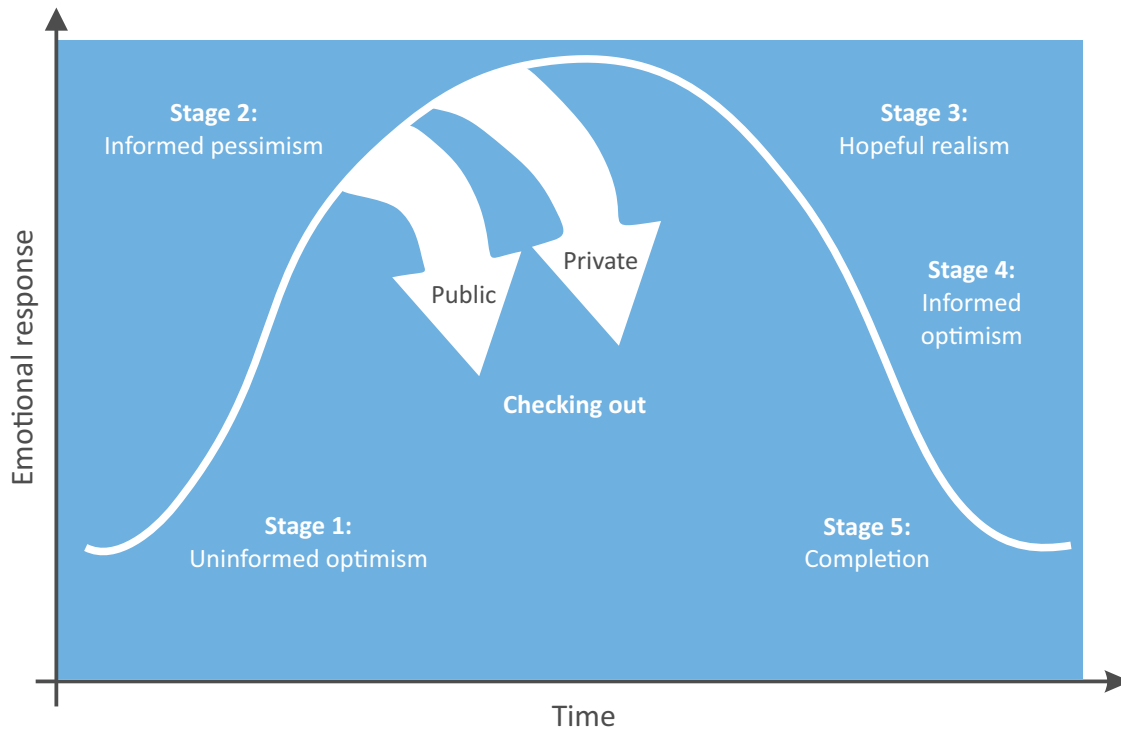 Stage 2:
Informed pessimism
Stage 3:
Hopeful realism
Private
Public
Stage 4:
Informed
optimism
Checking out
Stage 1:
Uninformed optimism
Stage 5:
Completion
Emotional response
Time